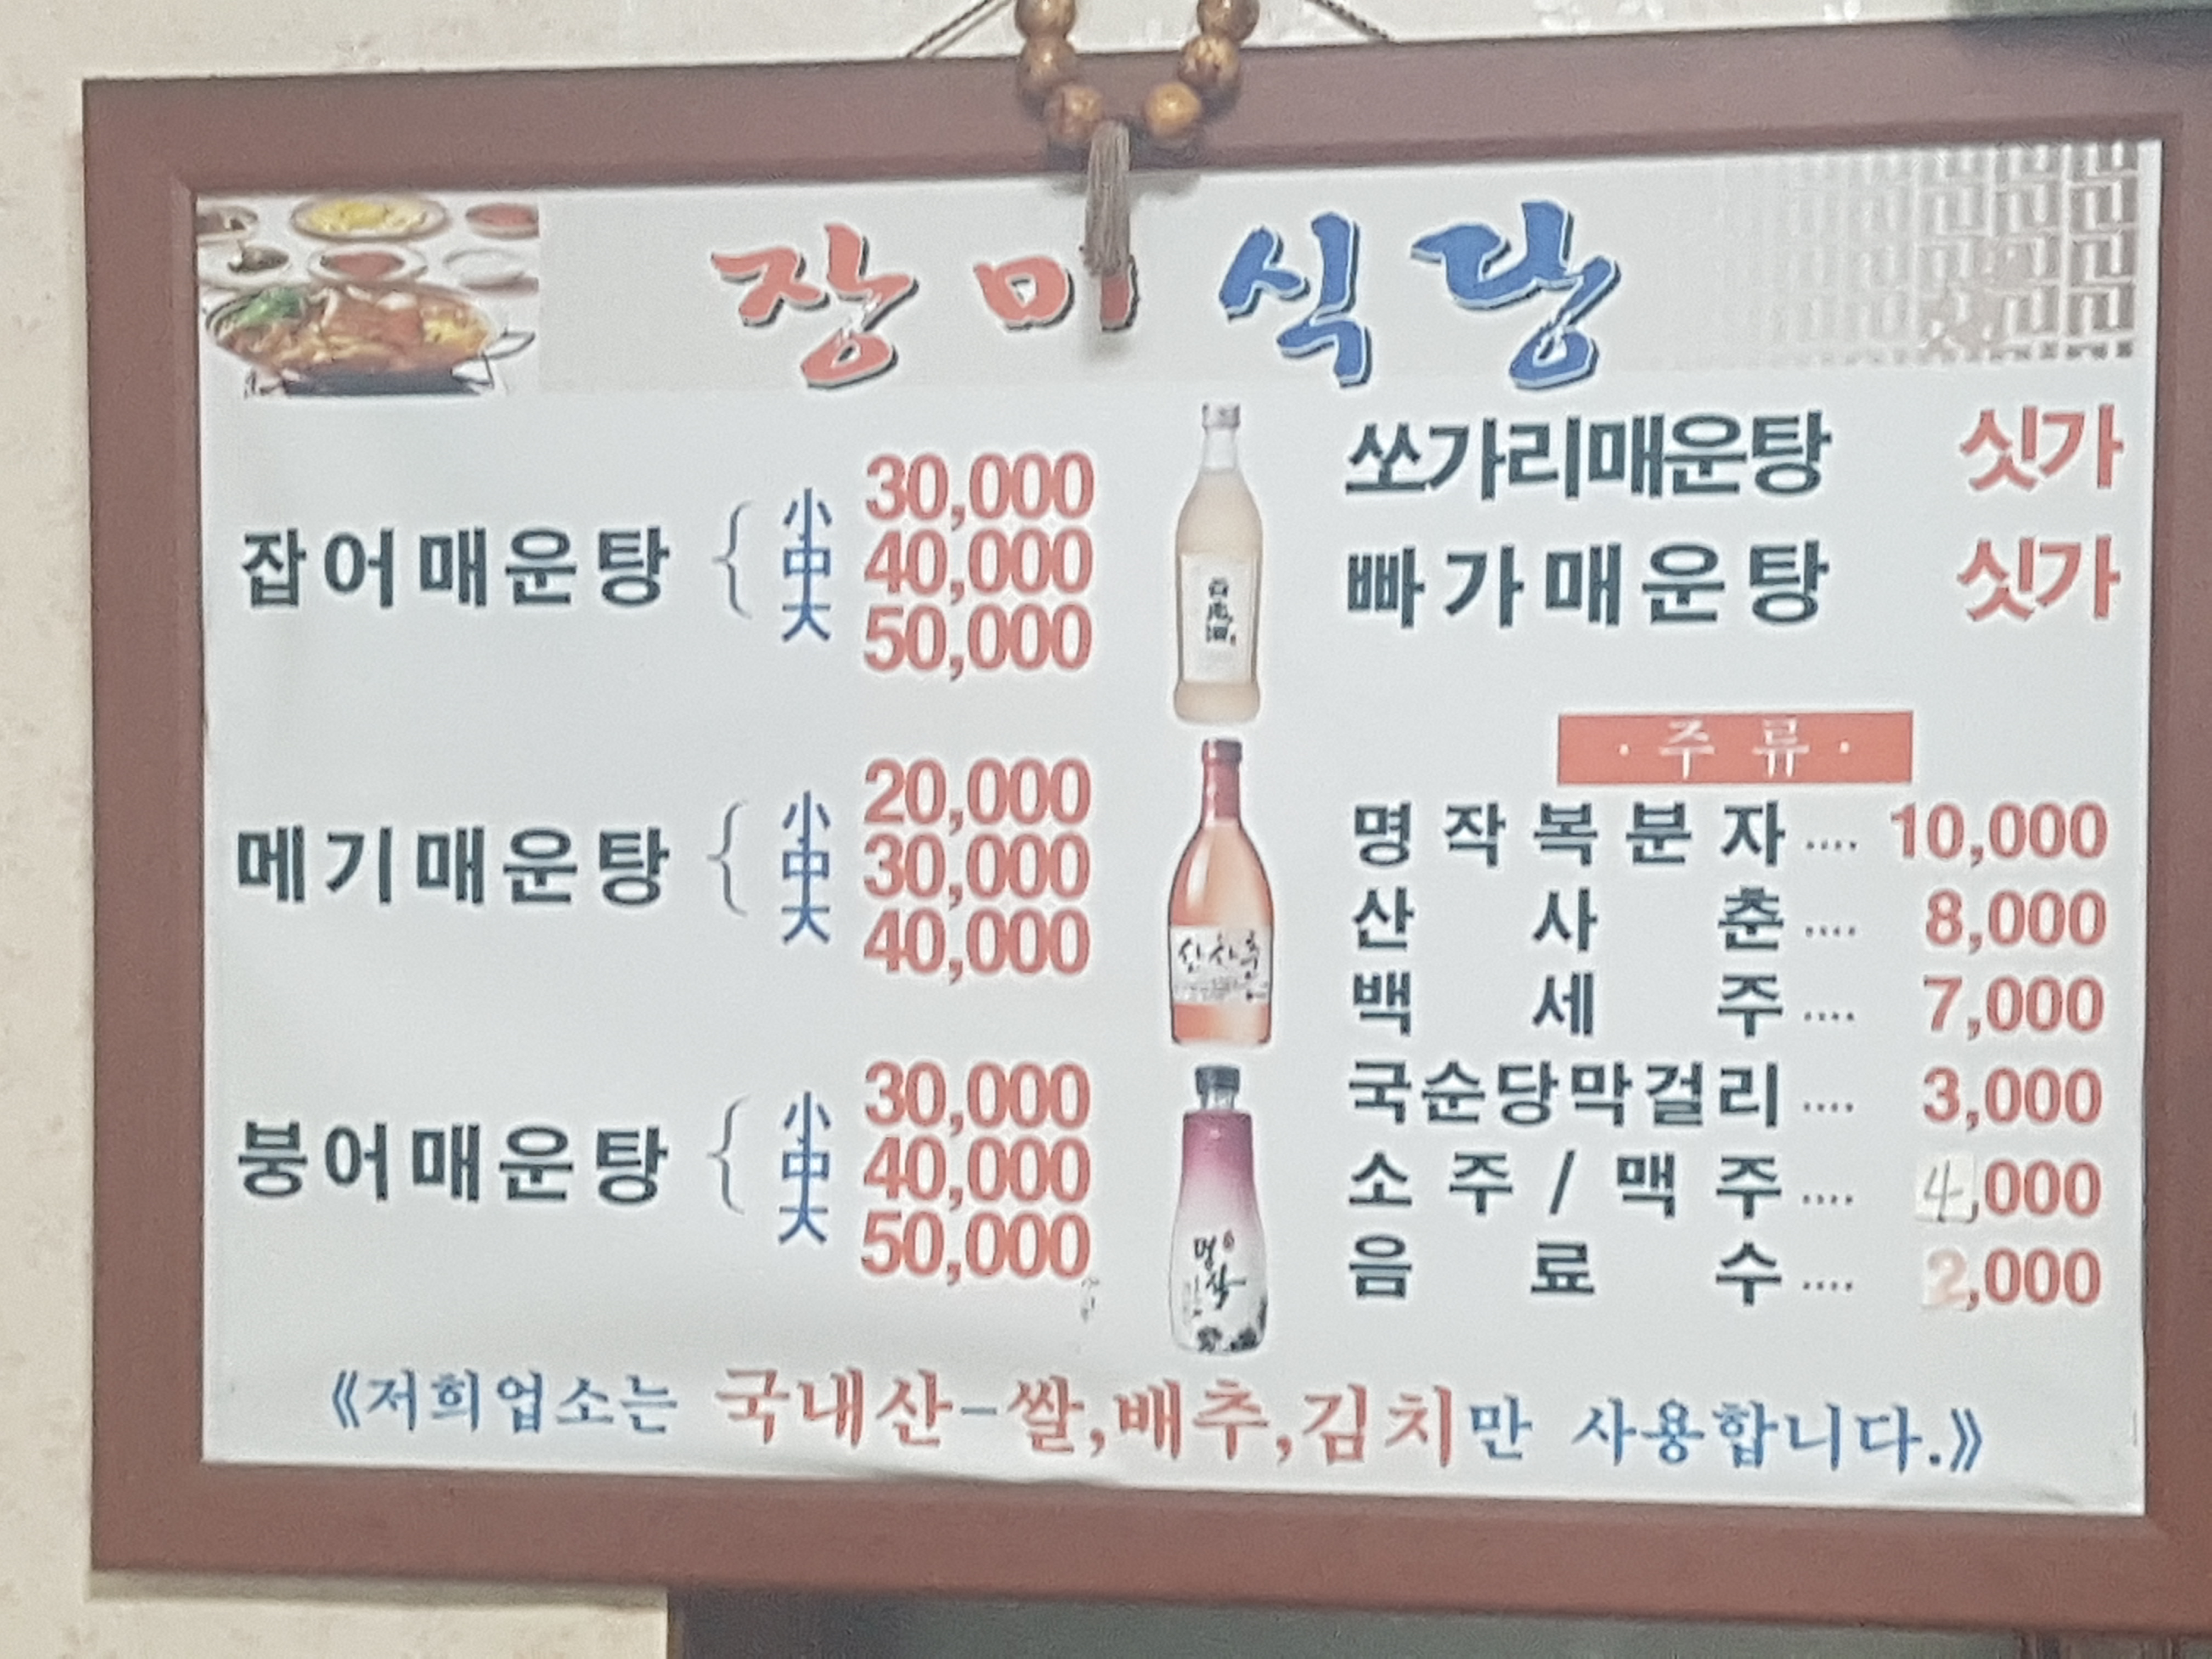 장미식당
잡어매운탕
小 30,000
中 40,000
大 50,000
메기매운탕
小 20,000
中 30,000
大 40,000
붕어매운탕
小 30,000
中 40,000
大 50,000
쏘가리매운탕 싯가
빠가매운탕 싯가
· 주 류 ·
명작복분자 .... 10,000
산사춘 .... 8,000
백세주 .... 7,000
국순당막걸리 .... 3,000
소주/맥주 .... 4,000
음료수 .... 2,000
산사춘
명작
《저희업소는 국내산-쌀,배추,김치만 사용합니다.》